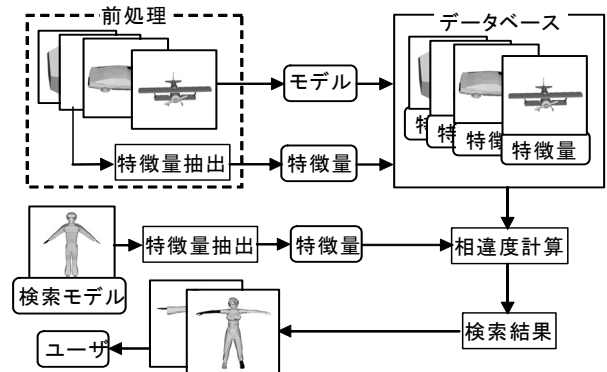 前処理
データベース
モデル
特
特
特徴
特徴量
特徴量抽出
特徴量
特徴量抽出
特徴量
相違度計算
検索モデル
検索結果
ユーザ